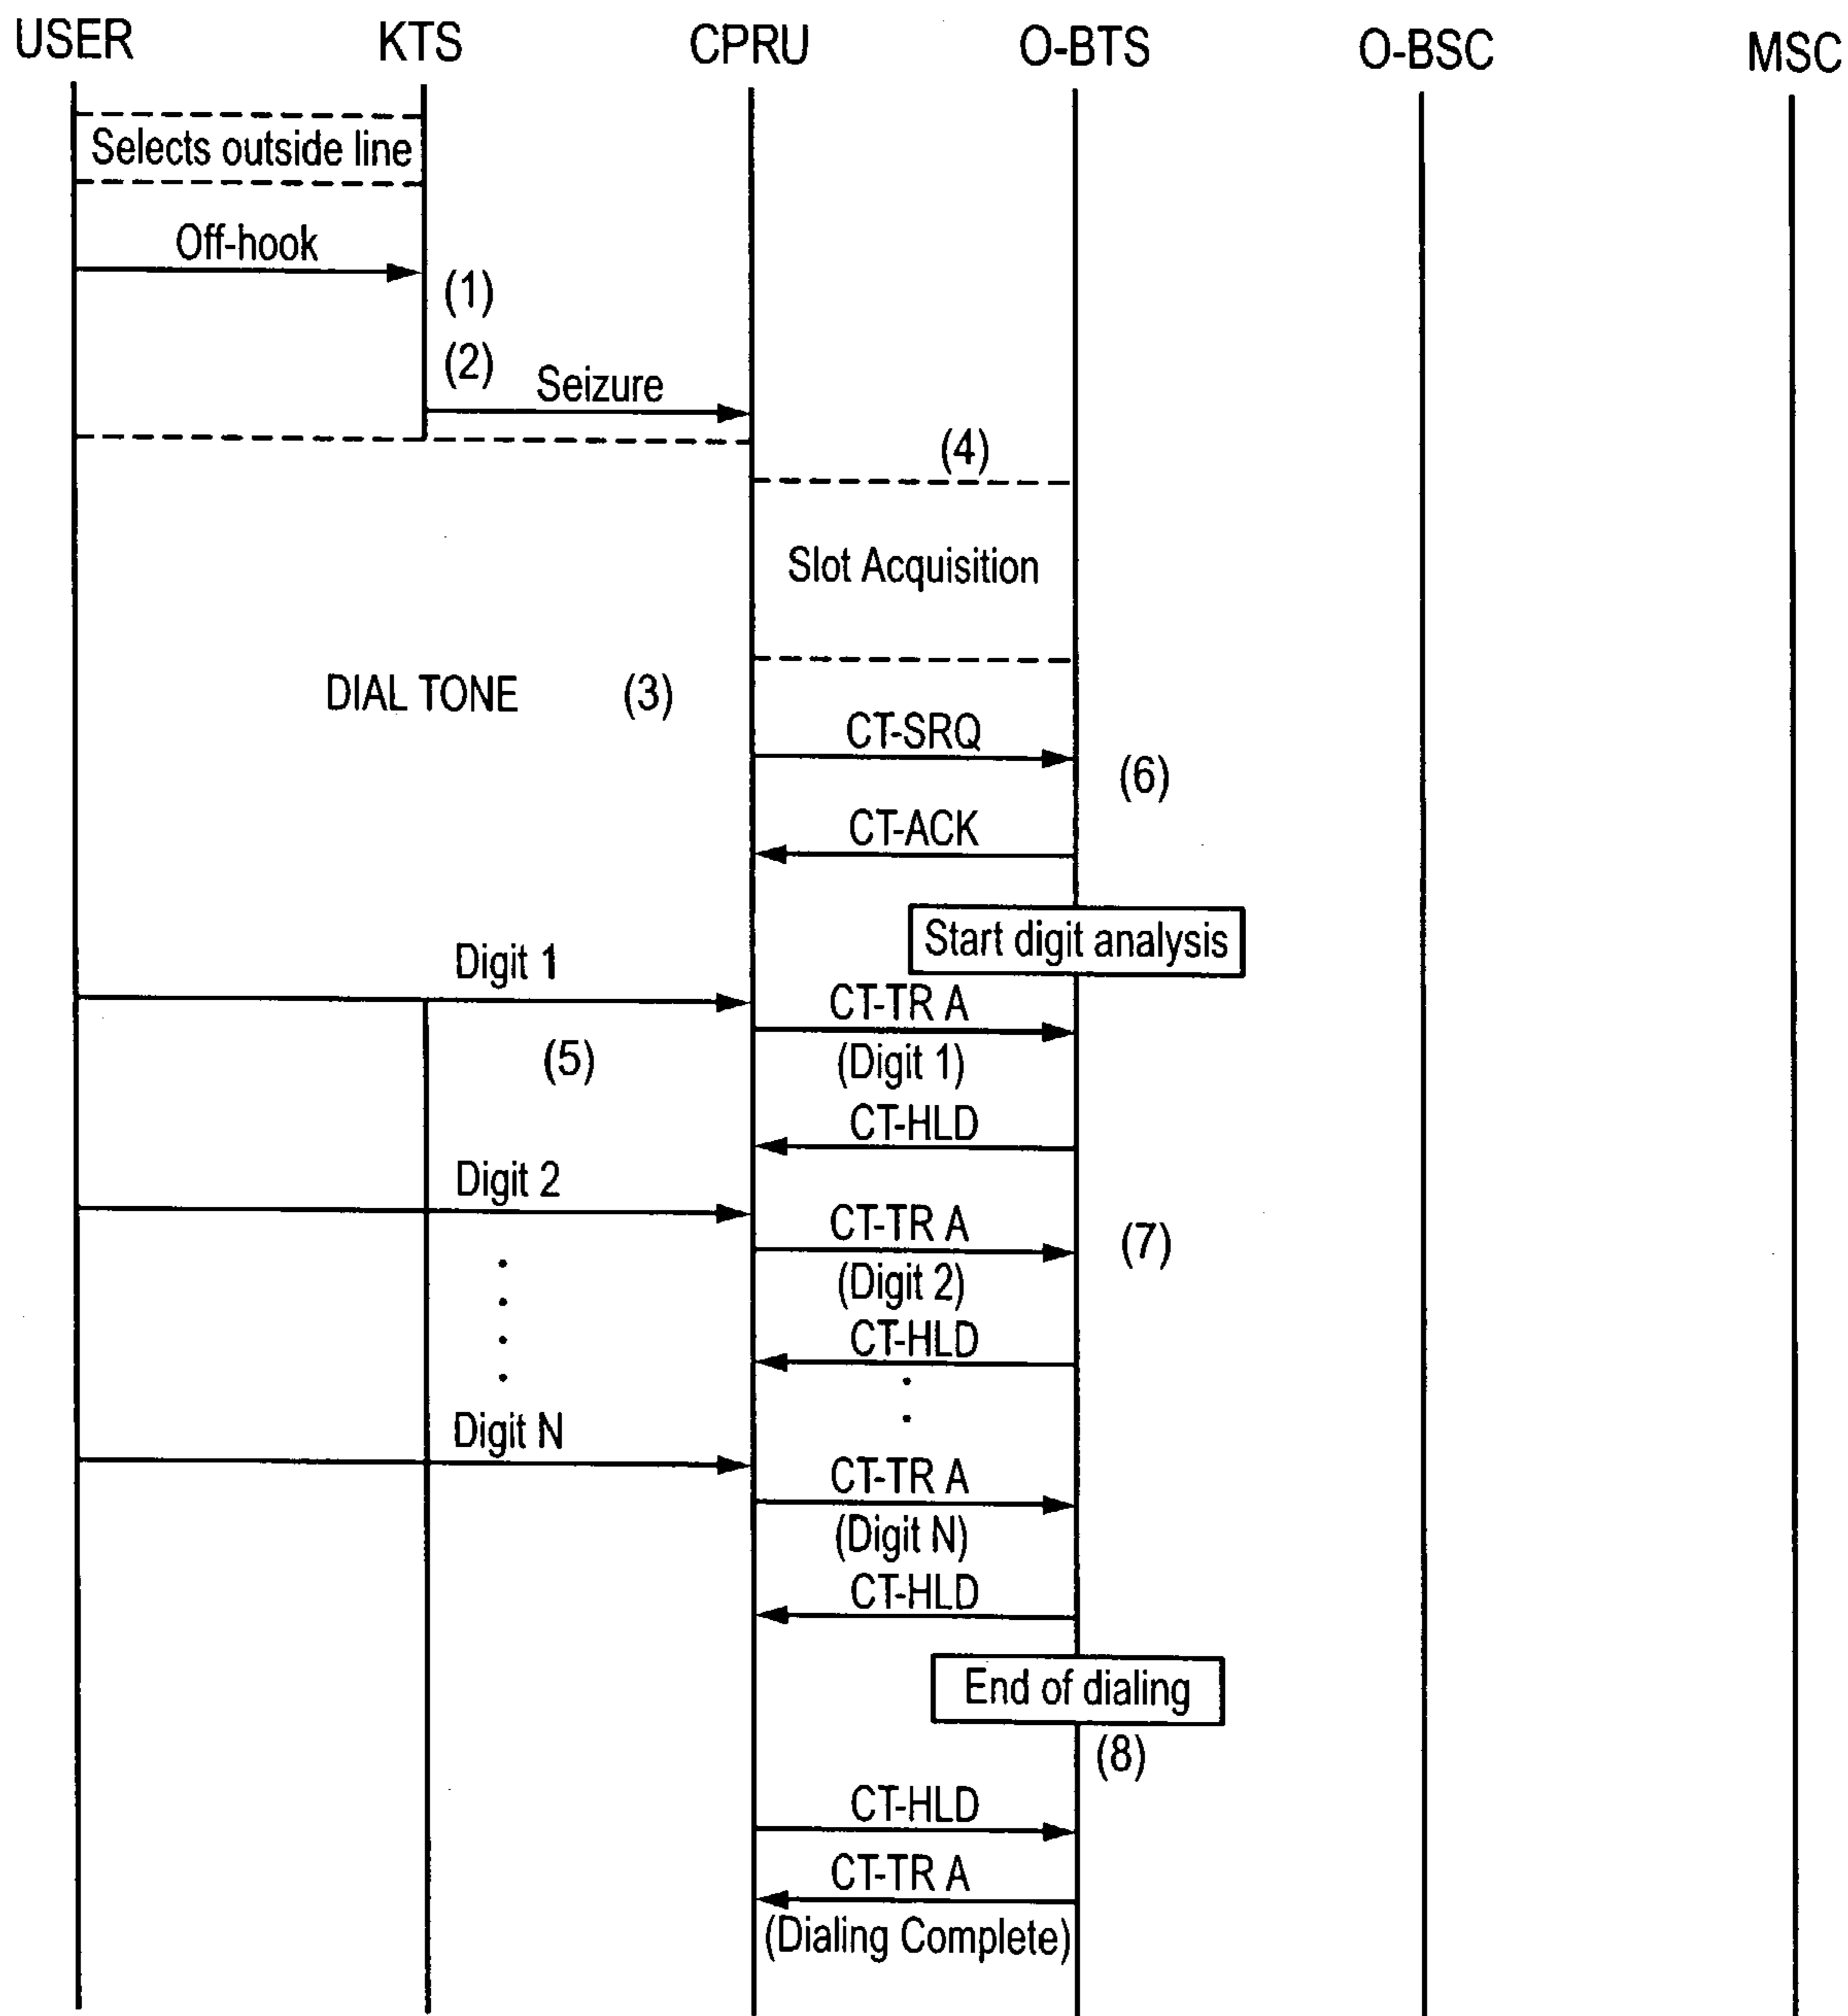 USER KTS CPRU O-BTS O-BSC MSC
Selects outside line
Off-hook
(1)
(2)
Seizure
(4)
Slot Acquisition
DIAL TONE (3)
CT-SRQ
(6)
CT-ACK
Start digit analysis
Digit 1
CT-TR A
(5)
(Digit 1)
CT-HLD
Digit 2
CT-TR A
(7)
(Digit 2)
CT-HLD
Digit N
CT-TR A
(Digit N)
CT-HLD
End of dialing
(8)
CT-HLD
CT-TR A
(Dialing Complete)